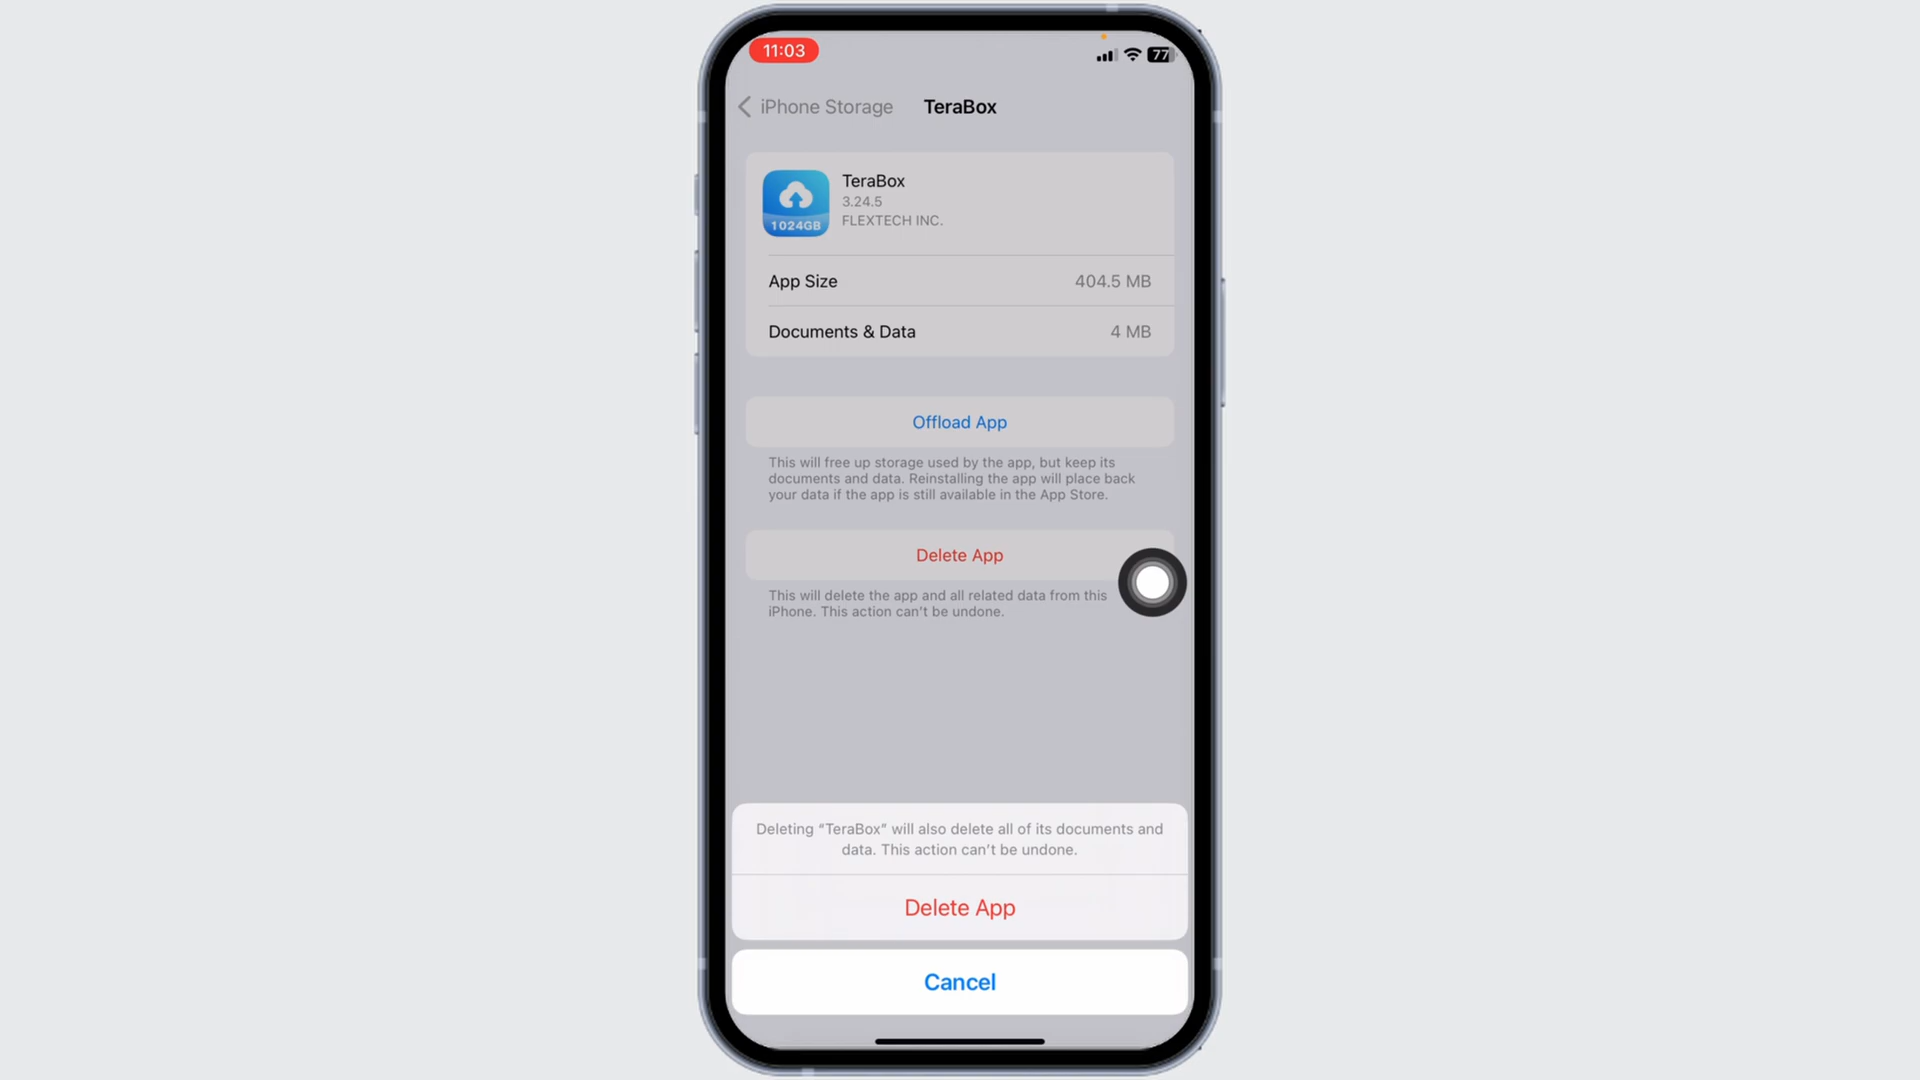 11:03
77
iPhone Storage
TeraBox
TeraBox
1024GB
3.24.5
FLEXTECH INC.
App Size
404.5 MB
Documents & Data
4 MB
Offload App
This will free up storage used by the app, but keep its
documents and data. Reinstalling the app will place back
your data if the app is still available in the App Store.
Delete App
This will delete the app and all related data from this
iPhone. This action can't be undone.
Deleting “TeraBox” will also delete all of its documents and
data. This action can't be undone.
Delete App
Cancel